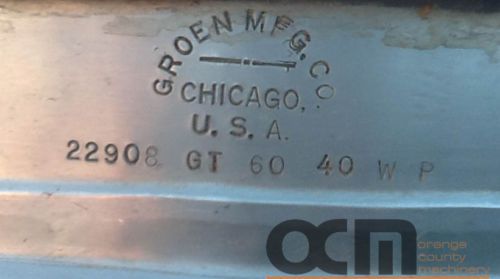 GROEN MFG. CO.
CHICAGO,
U. S. A.
22908 GT 60 40 W P
OCM
orange
county
machinery